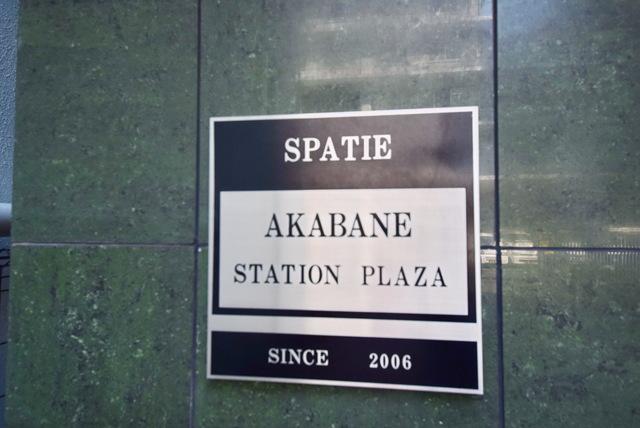 SPATIE
AKABANE
STATION PLAZA
SINCE 2006